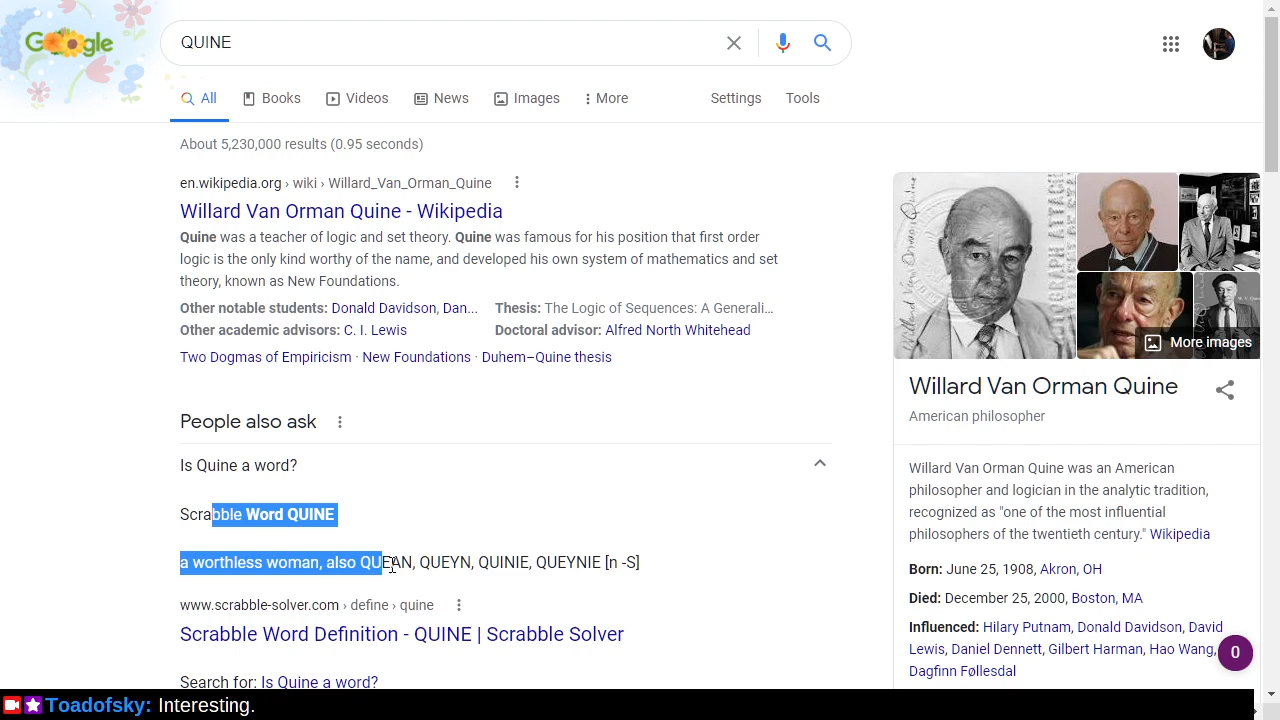 Google
QUINE
All Books Videos News Images More Settings Tools
About 5,230,000 results (0.95 seconds)
en.wikipedia.org › wiki › Willard_Van_Orman_Quine
Willard Van Orman Quine - Wikipedia
Quine was a teacher of logic and set theory. Quine was famous for his position that first order
logic is the only kind worthy of the name, and developed his own system of mathematics and set
theory, known as New Foundations.
Other notable students: Donald Davidson, Dan... Thesis: The Logic of Sequences: A Generali...
Other academic advisors: C. I. Lewis Doctoral advisor: Alfred North Whitehead
Two Dogmas of Empiricism · New Foundations · Duhem–Quine thesis
People also ask
Is Quine a word?
Scrabble Word QUINE
a worthless woman, also QUEAN, QUEYN, QUINIE, QUEYNIE [n -S]
www.scrabble-solver.com › define › quine
Scrabble Word Definition - QUINE | Scrabble Solver
Search for: Is Quine a word?
More images
Willard Van Orman Quine
American philosopher
Willard Van Orman Quine was an American
philosopher and logician in the analytic tradition,
recognized as "one of the most influential
philosophers of the twentieth century." Wikipedia
Born: June 25, 1908, Akron, OH
Died: December 25, 2000, Boston, MA
Influenced: Hilary Putnam, Donald Davidson, David
Lewis, Daniel Dennett, Gilbert Harman, Hao Wang,
Dagfinn Føllesdal
0
Toadofsky: Interesting.